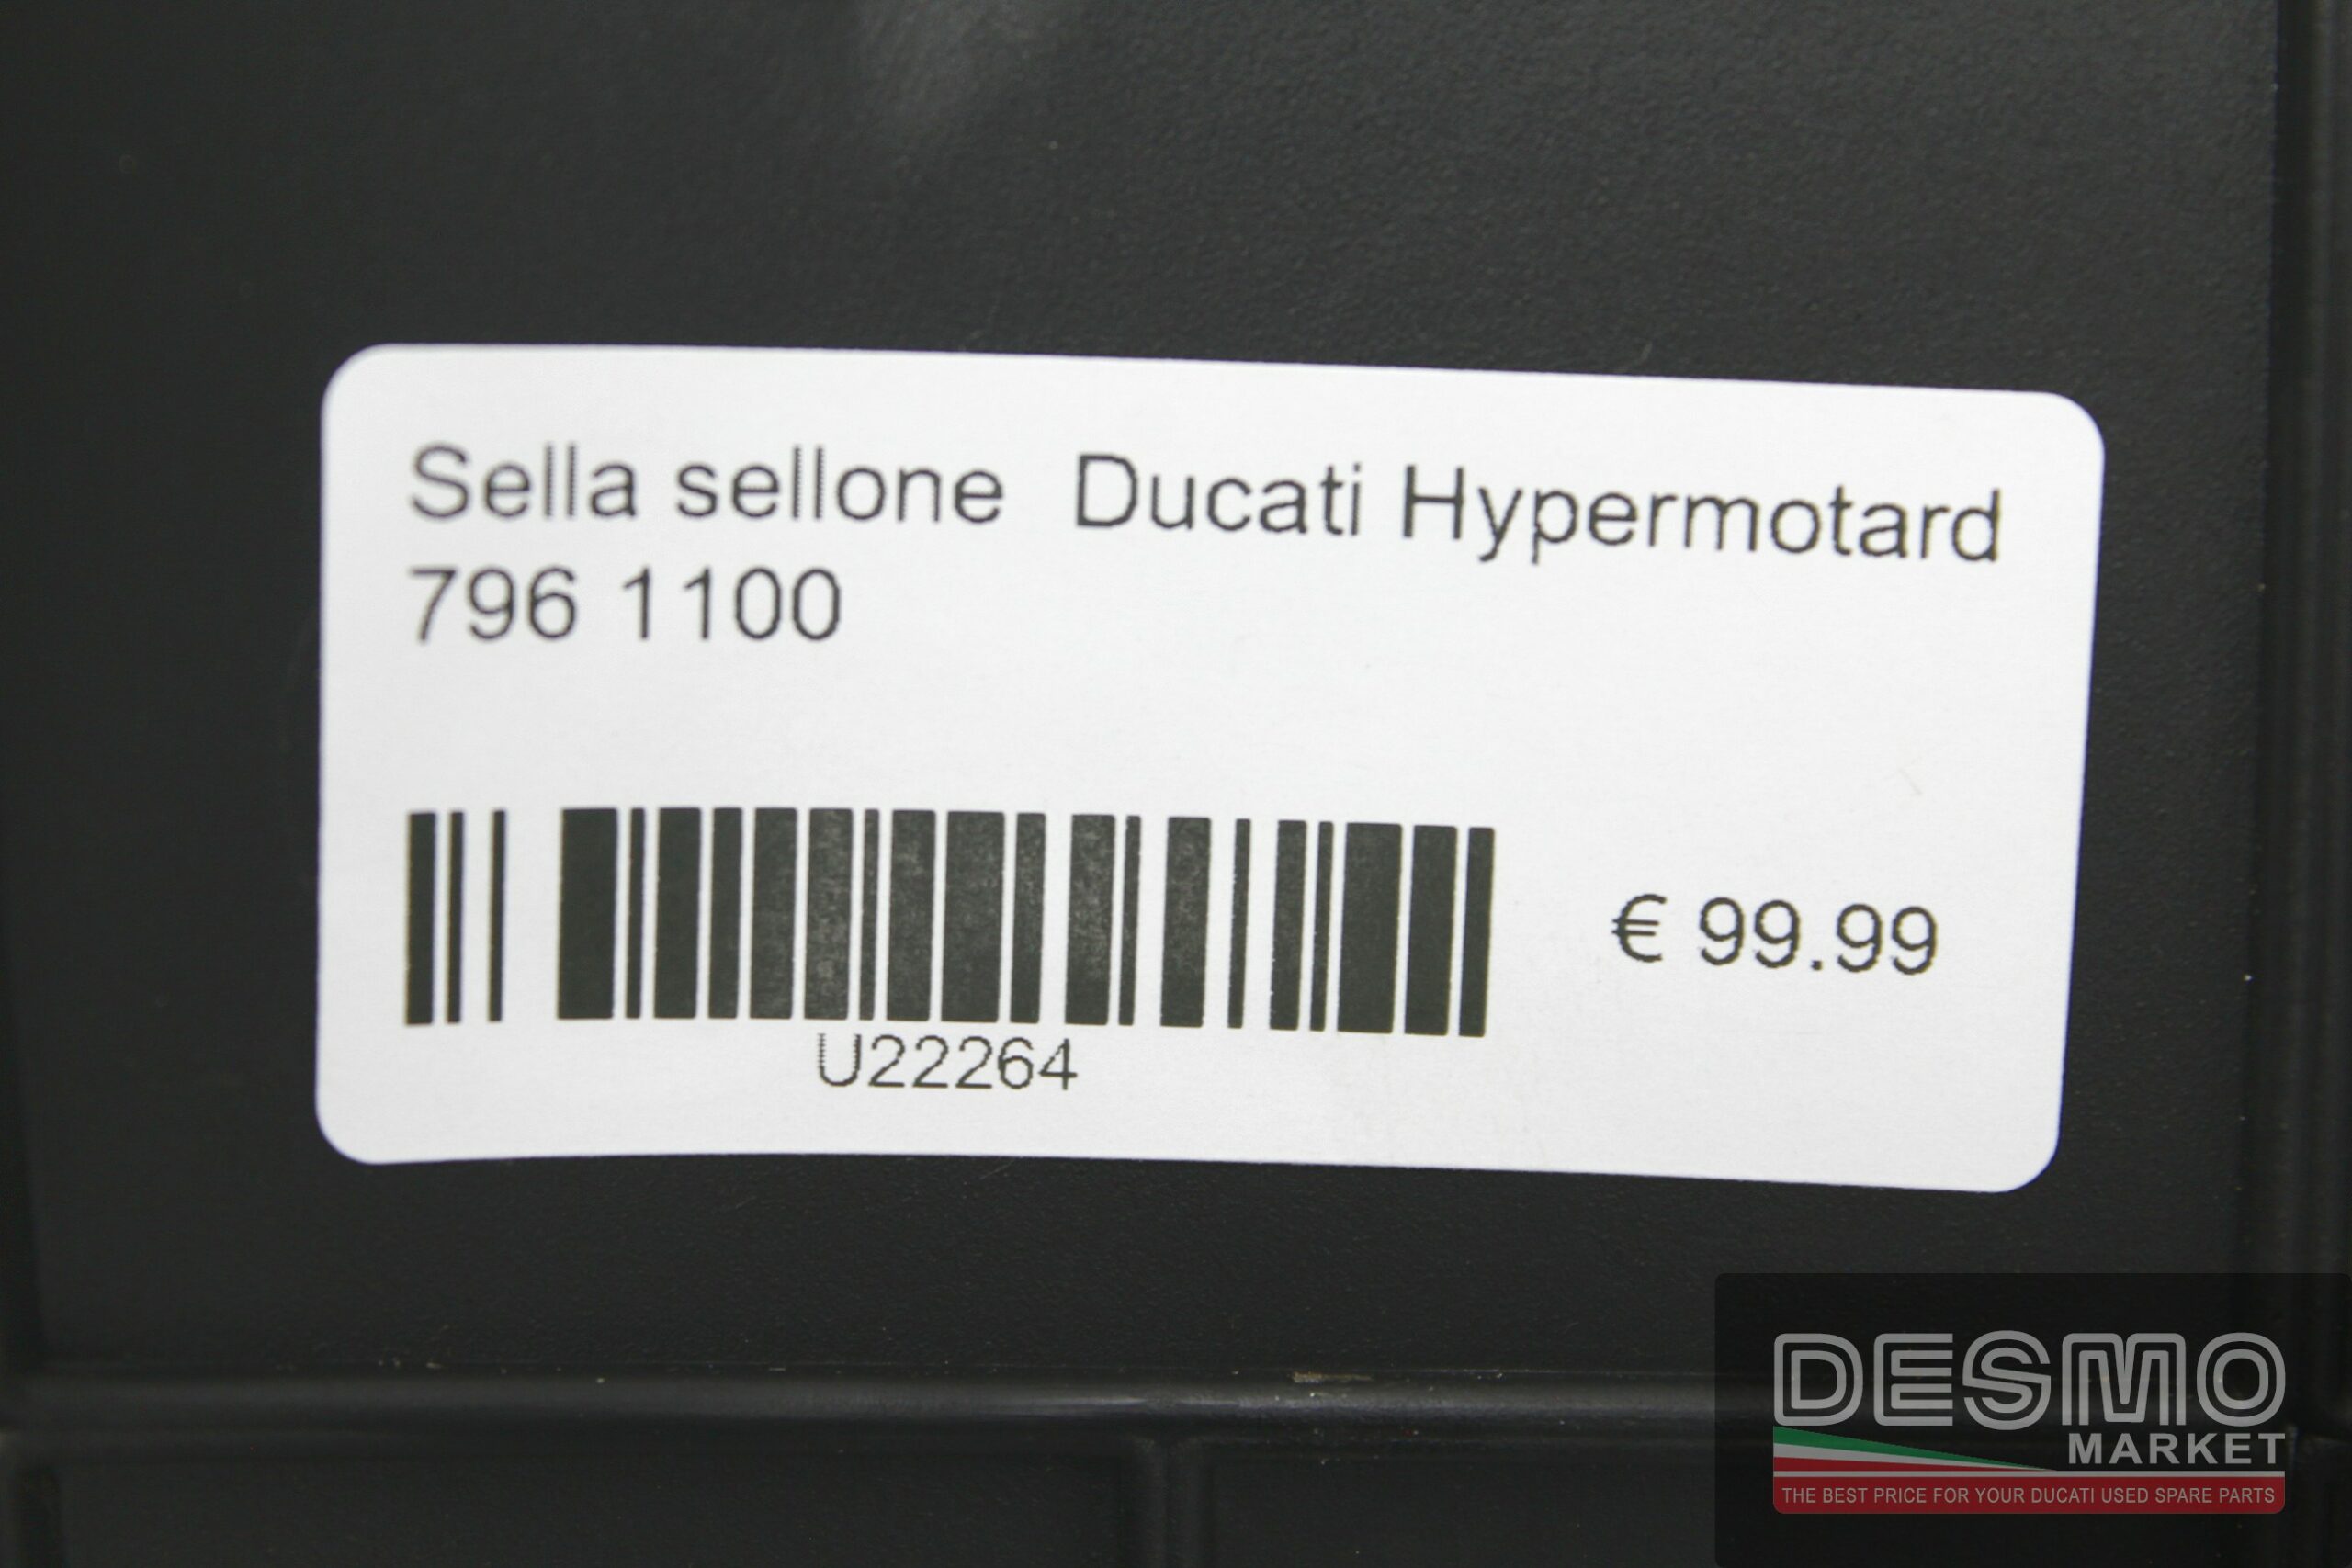 Sella sellone  Ducati Hypermotard
796 1100
€ 99.99
U22264
DESMO
MARKET
THE BEST PRICE FOR YOUR DUCATI USED SPARE PARTS